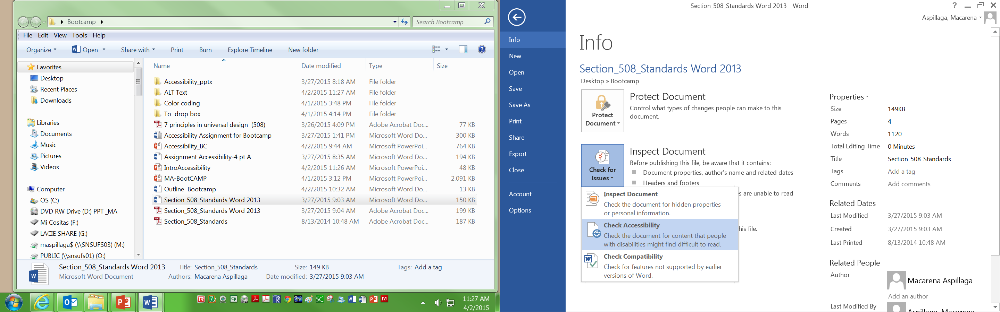 Bootcamp
Search Bootcamp
File Edit View Tools Help
Organize Open Share with Print Burn Explore Timeline New folder
Favorites
Desktop
Recent Places
Downloads
Libraries
Documents
Music
Pictures
Videos
Computer
OS (C:)
DVD RW Drive (D:) PPT _MA
Mi Cositas (F:)
LACIE SHARE (G:)
maspillaga$ (\\SNSUFS03) (M:)
PUBLIC (\\snsufs01) (O:)
Name Date modified Type Size
Accessibility_pptx 3/27/2015 8:18 AM File folder
ALT Text 4/2/2015 11:27 AM File folder
Color coding 4/1/2015 3:48 PM File folder
To drop box 4/1/2015 4:14 PM File folder
7 principles in universal design (508) 3/26/2015 4:09 PM Adobe Acrobat Doc... 77 KB
Accessibility Assignment for Bootcamp 3/27/2015 1:41 PM Microsoft Word Do... 300 KB
Accessibility_BC 4/2/2015 9:44 AM Microsoft PowerPoi... 764 KB
Assignment Accessibility-4 pt A 3/27/2015 8:35 AM Microsoft Word Do... 194 KB
IntroAccessibility 4/2/2015 11:26 AM Microsoft PowerPoi... 48 KB
MA-BootCAMP 4/1/2015 3:12 PM Microsoft PowerPoi... 2,091 KB
Outline Bootcamp 4/2/2015 10:32 AM Microsoft Word Do... 13 KB
Section_508_Standards Word 2013 3/27/2015 9:03 AM Microsoft Word Do... 150 KB
Section_508_Standards Word 2013 3/27/2015 9:04 AM Adobe Acrobat Doc... 199 KB
Section_508_Standards 8/13/2014 10:48 AM Adobe Acrobat Doc... 187 KB
Section_508_Standards Word 2013 Title: Section_508_Standards Size: 149 KB Tags: Add a tag
Microsoft Word Document Authors: Macarena Aspillaga Date modified: 3/27/2015 9:03 AM
11:27 AM
4/2/2015
Section_508_Standards Word 2013 - Word
Aspillaga, Macarena
Info
New
Open
Save
Save As
Print
Share
Export
Close
Account
Options
Info
Section_508_Standards Word 2013
Desktop » Bootcamp
Protect Document
Protect Document
Control what types of changes people can make to this
document.
Check for
Issues
Inspect Document
Before publishing this file, be aware that it contains:
Document properties, author's name and related dates
Headers and footers
es are unable to read
his file.
Inspect Document
Check the document for hidden properties
or personal information.
Check Accessibility
Check the document for content that people
with disabilities might find difficult to read.
Check Compatibility
Check for features not supported by earlier
versions of Word.
Properties
Size 149KB
Pages 4
Words 1120
Total Editing Time 0 Minutes
Title Section_508_Standards
Tags Add a tag
Comments Add comments
Related Dates
Last Modified 3/27/2015 9:03 AM
Created 3/27/2015 9:03 AM
Last Printed 8/13/2014 10:48 AM
Related People
Author Macarena Aspillaga
Add an author
Last Modified By Aspillaga, Macarena